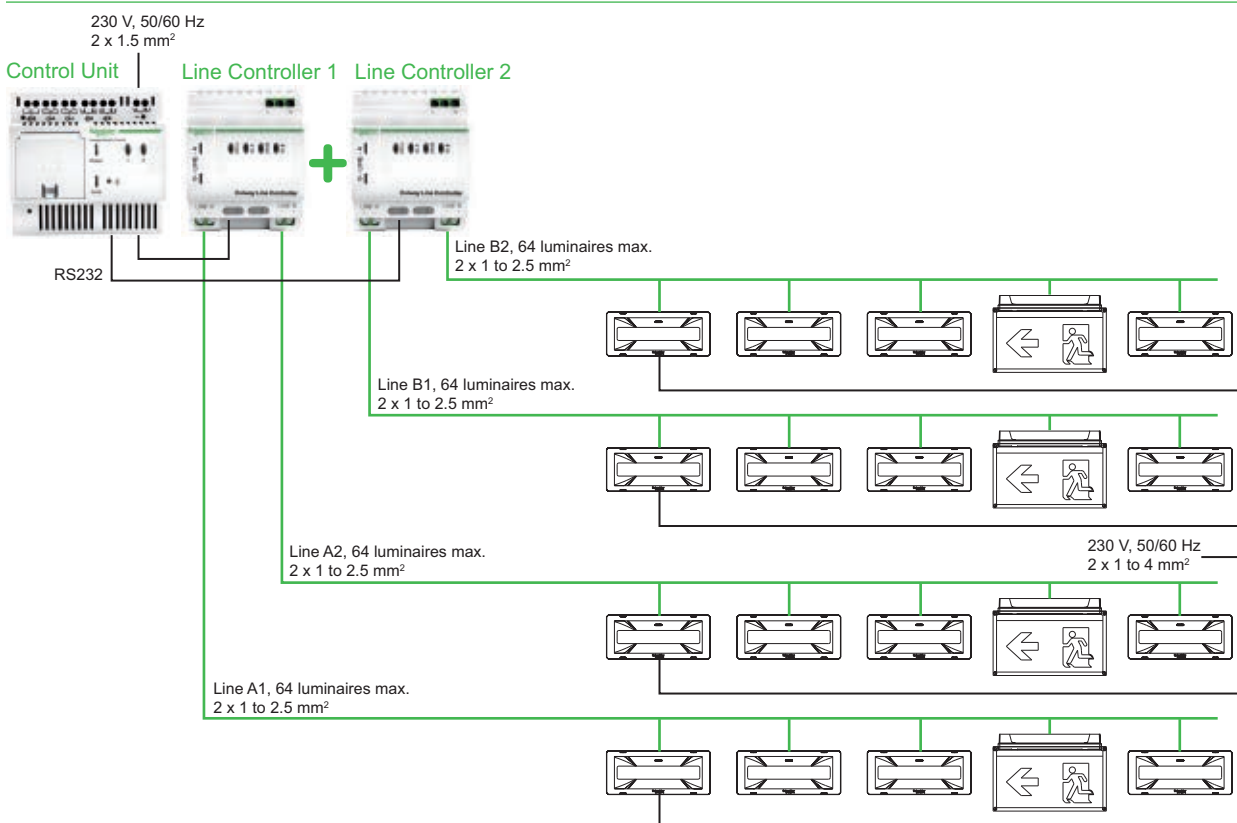 230 V, 50/60 Hz
2 x 1.5 mm²
Control Unit
Line Controller 1
Line Controller 2
RS232
Line B2, 64 luminaires max.
2 x 1 to 2.5 mm²
Line B1, 64 luminaires max.
2 x 1 to 2.5 mm²
230 V, 50/60 Hz
2 x 1 to 4 mm²
Line A2, 64 luminaires max.
2 x 1 to 2.5 mm²
Line A1, 64 luminaires max.
2 x 1 to 2.5 mm²